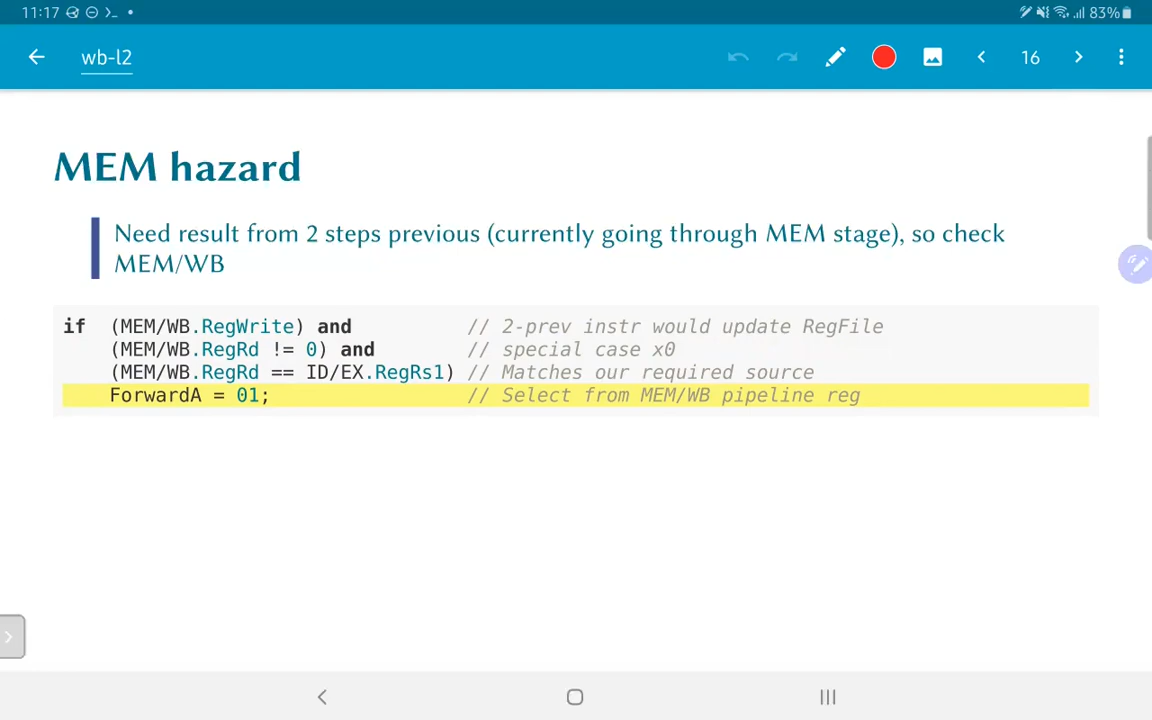 11:17
83%
wb-l2
16
MEM hazard
Need result from 2 steps previous (currently going through MEM stage), so check
MEM/WB
if (MEM/WB.RegWrite) and // 2-prev instr would update RegFile
(MEM/WB.RegRd != 0) and // special case x0
(MEM/WB.RegRd == ID/EX.RegRs1) // Matches our required source
ForwardA = 01; // Select from MEM/WB pipeline reg